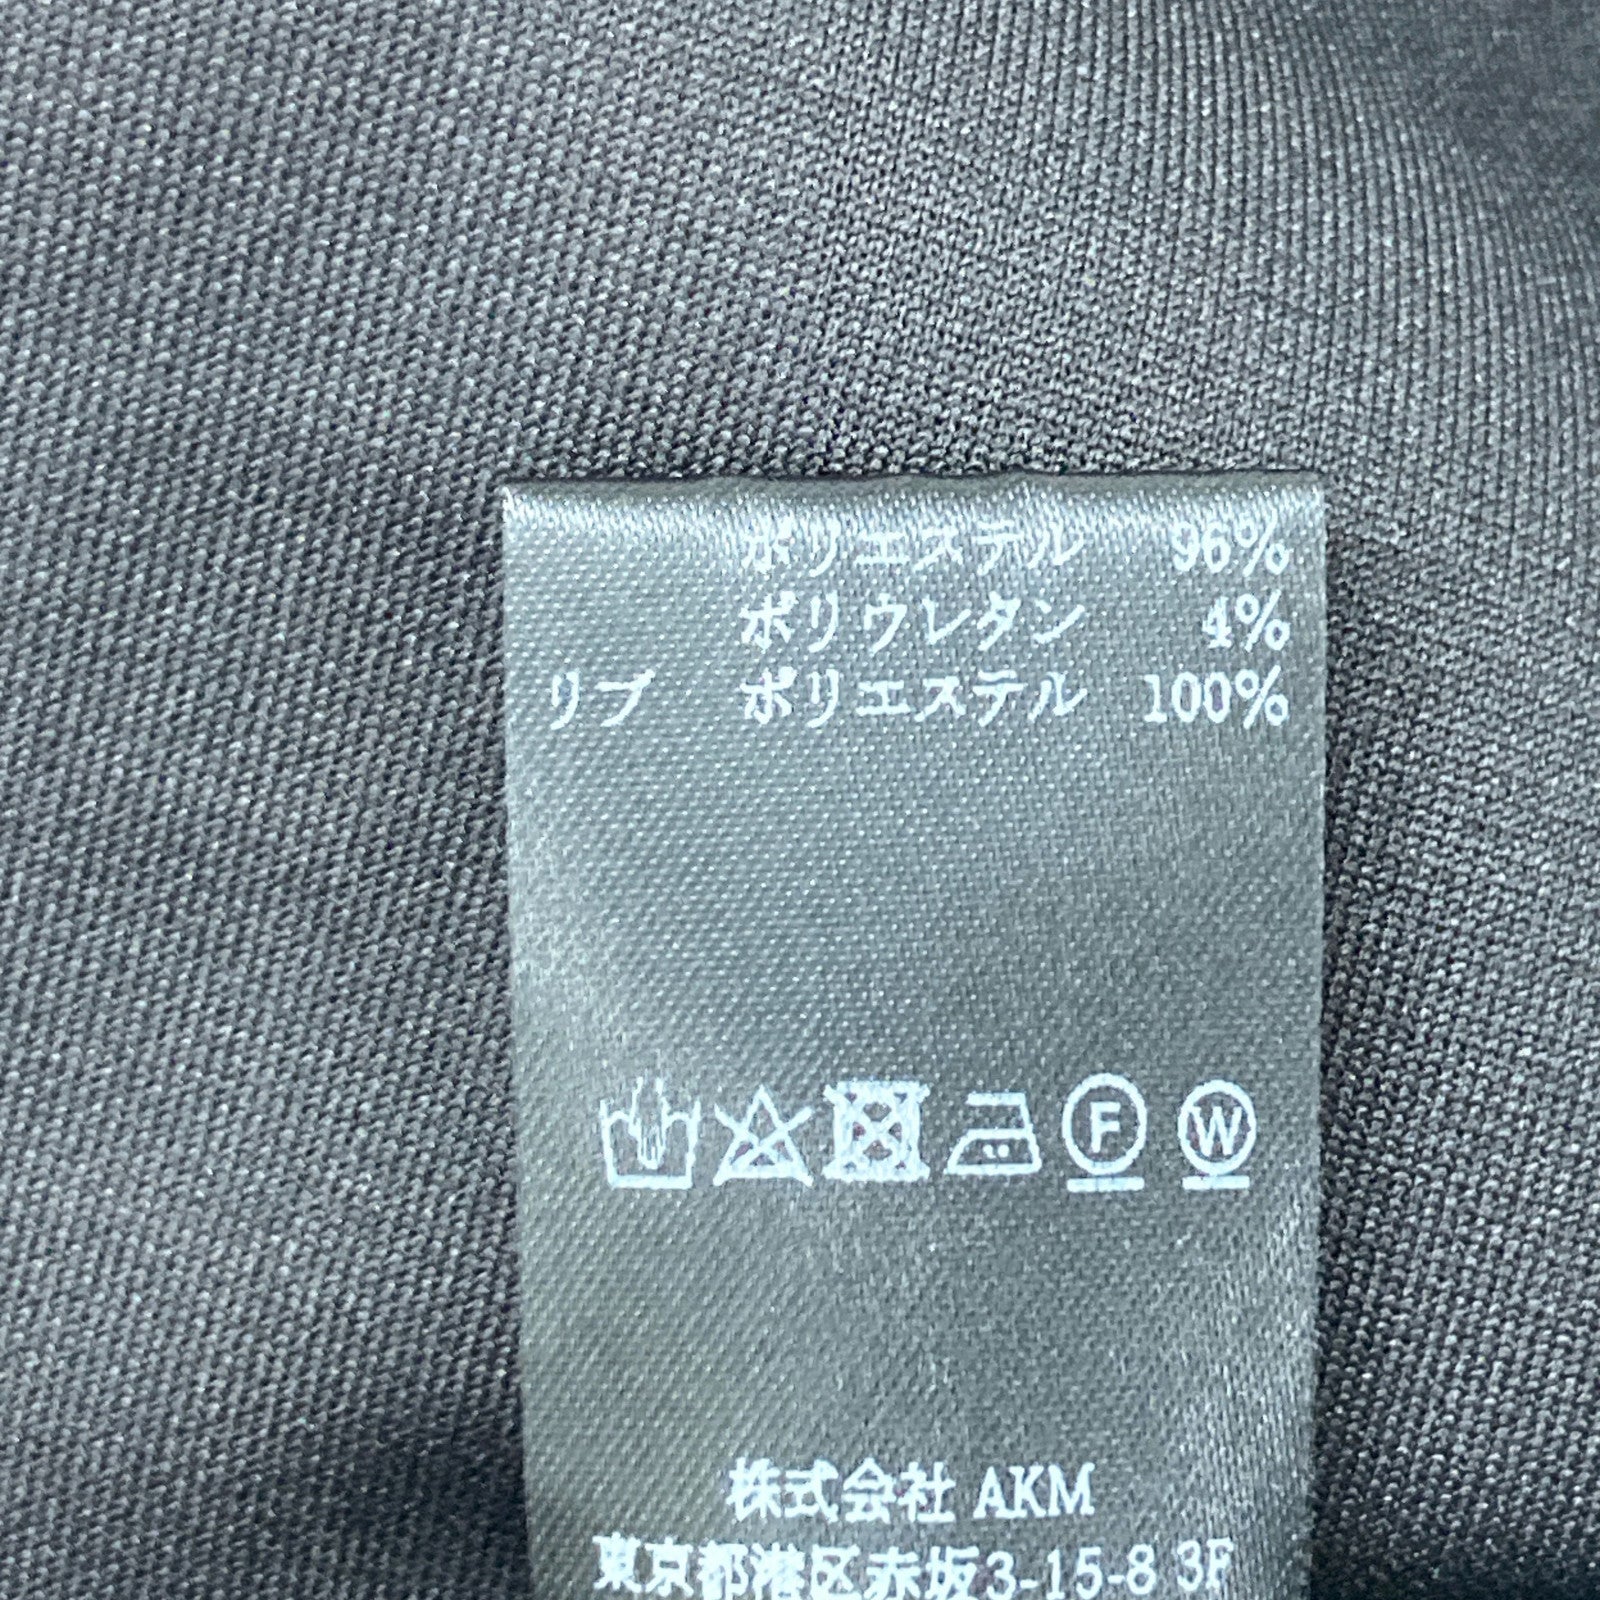 ポリエステル 96%
ポリウレタン 4%
リブ ポリエステル 100%
F W
株式会社 AKM
東京都港区赤坂3-15-8 3F